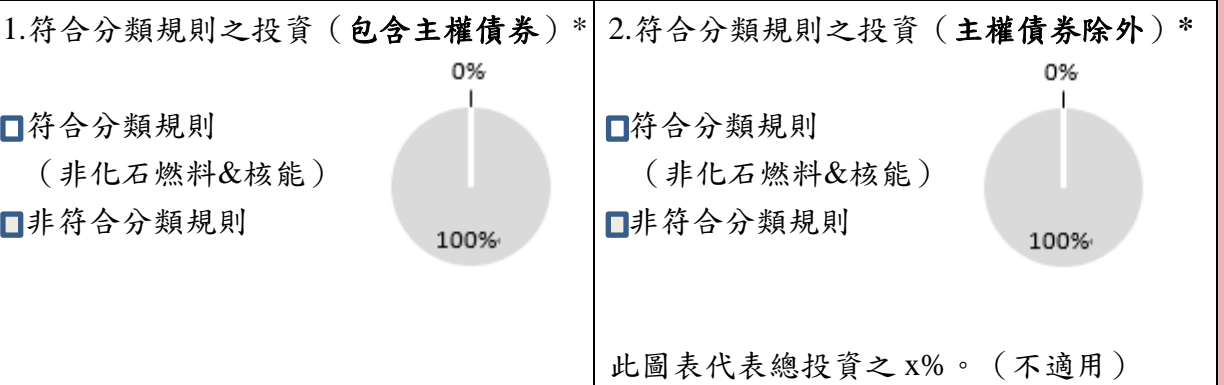 1.符合分類規則之投資（包含主權債券）*
0%
符合分類規則
（非化石燃料&核能）
非符合分類規則
100%
2.符合分類規則之投資（主權債券除外）*
0%
符合分類規則
（非化石燃料&核能）
非符合分類規則
100%
此圖表代表總投資之 x%。（不適用）